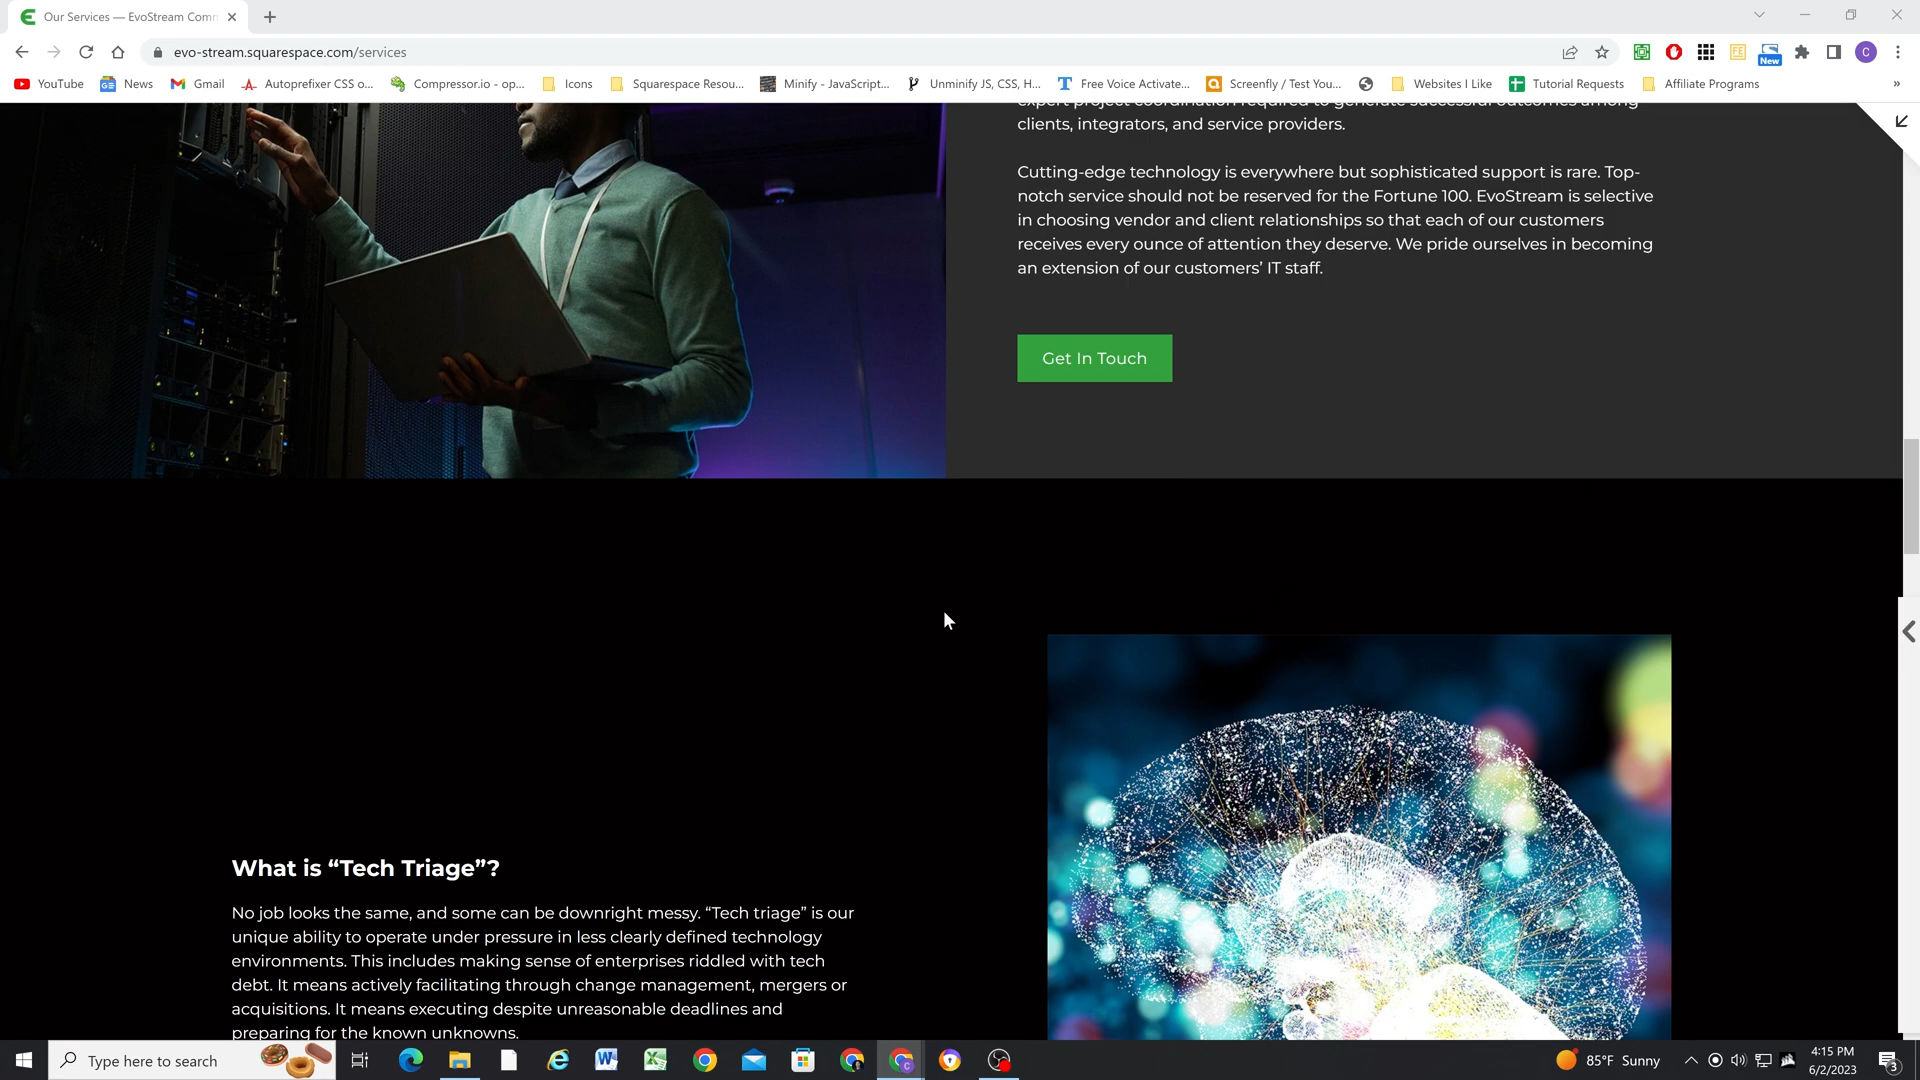 Our Services — EvoStream Comm
evo-stream.squarespace.com/services
YouTube
News
Gmail
Autoprefixer CSS o...
Compressor.io - op...
Icons
Squarespace Resou...
Minify - JavaScript...
Unminify JS, CSS, H...
Free Voice Activate...
Screenfly / Test You...
Websites I Like
Tutorial Requests
Affiliate Programs
»
New
C
expert project coordination required to generate successful outcomes among
clients, integrators, and service providers.
Cutting-edge technology is everywhere but sophisticated support is rare. Top-
notch service should not be reserved for the Fortune 100. EvoStream is selective
in choosing vendor and client relationships so that each of our customers
receives every ounce of attention they deserve. We pride ourselves in becoming
an extension of our customers’ IT staff.
Get In Touch
What is “Tech Triage”?
No job looks the same, and some can be downright messy. “Tech triage” is our
unique ability to operate under pressure in less clearly defined technology
environments. This includes making sense of enterprises riddled with tech
debt. It means actively facilitating through change management, mergers or
acquisitions. It means executing despite unreasonable deadlines and
preparing for the known unknowns.
Type here to search
85°F Sunny
4:15 PM
6/2/2023
3